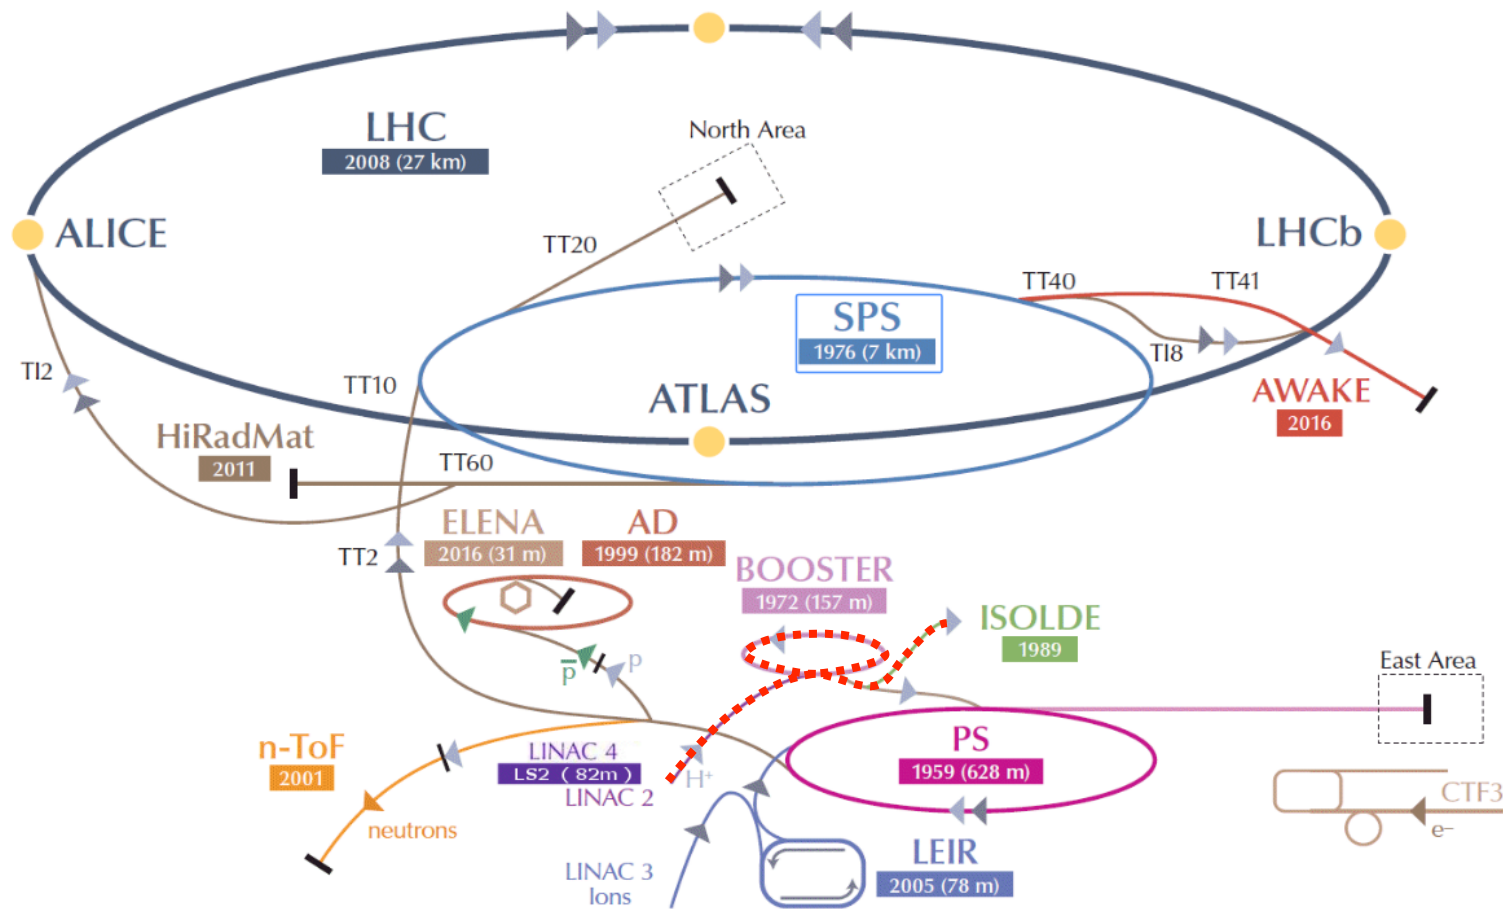 LHC
2008 (27 km)
North Area
ALICE
LHCb
TT20
TT40
TT41
SPS
1976 (7 km)
TI8
TI2
TT10
ATLAS
AWAKE
2016
HiRadMat
2011
TT60
ELENA
2016 (31 m)
AD
1999 (182 m)
TT2
BOOSTER
1972 (157 m)
ISOLDE
1989
p̅
p
East Area
n-ToF
2001
LINAC 4
LS2 ( 82m )
LINAC 2
H⁺
PS
1959 (628 m)
neutrons
CTF3
e–
LINAC 3
Ions
LEIR
2005 (78 m)